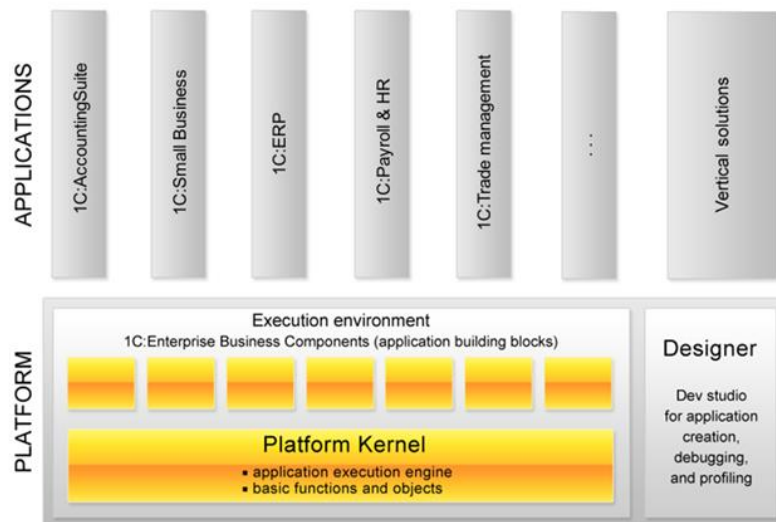 APPLICATIONS
1C:AccountingSuite
1C:Small Business
1C:ERP
1C:Payroll & HR
1C:Trade management
. . .
Vertical solutions
PLATFORM
Execution environment
1C:Enterprise Business Components (application building blocks)
Platform Kernel
▪ application execution engine
▪ basic functions and objects
Designer
Dev studio
for application
creation,
debugging,
and profiling